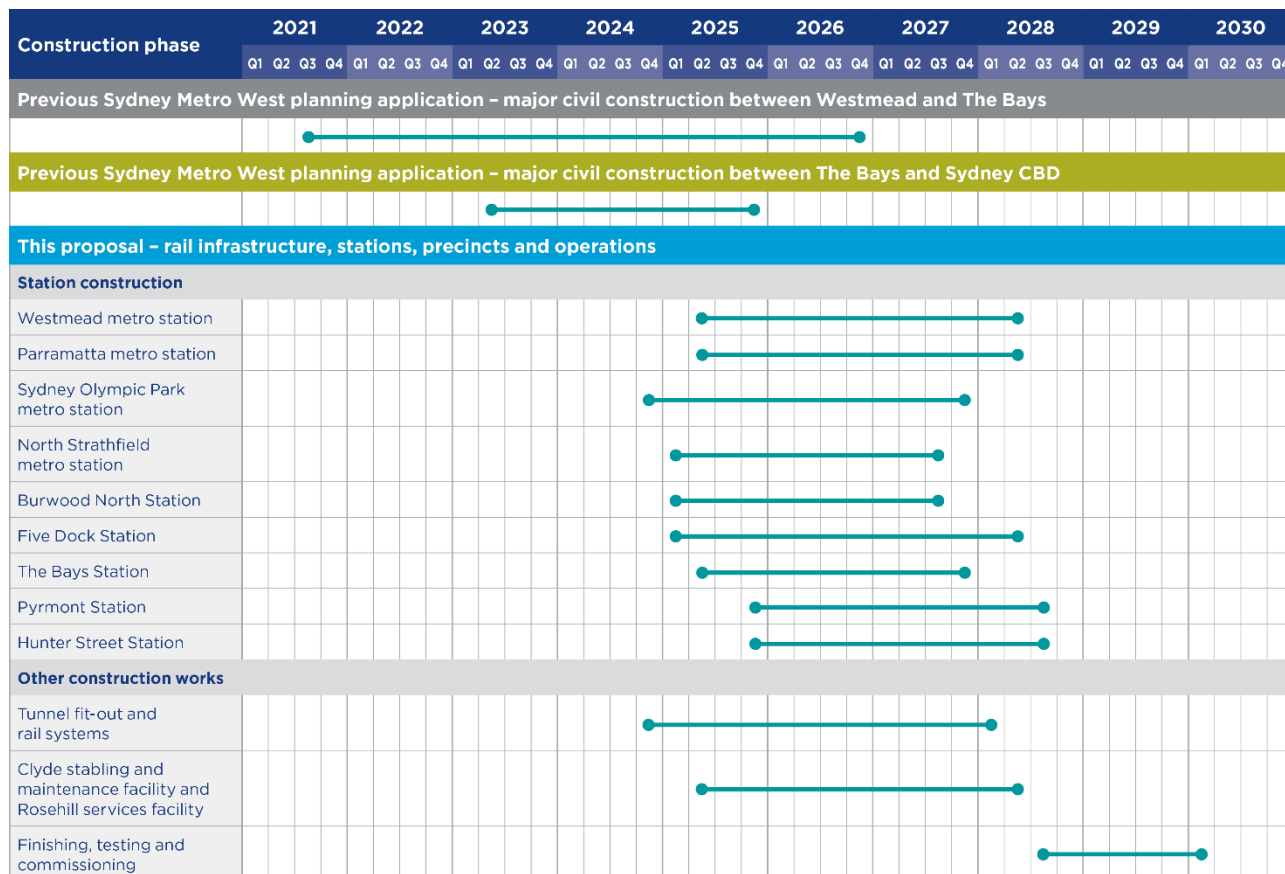 Construction phase
2021 2022 2023 2024 2025 2026 2027 2028 2029 2030
Q1 Q2 Q3 Q4 Q1 Q2 Q3 Q4 Q1 Q2 Q3 Q4 Q1 Q2 Q3 Q4 Q1 Q2 Q3 Q4 Q1 Q2 Q3 Q4 Q1 Q2 Q3 Q4 Q1 Q2 Q3 Q4 Q1 Q2 Q3 Q4 Q1 Q2 Q3 Q4
Previous Sydney Metro West planning application – major civil construction between Westmead and The Bays
Previous Sydney Metro West planning application – major civil construction between The Bays and Sydney CBD
This proposal – rail infrastructure, stations, precincts and operations
Station construction
Westmead metro station
Parramatta metro station
Sydney Olympic Park
metro station
North Strathfield
metro station
Burwood North Station
Five Dock Station
The Bays Station
Pyrmont Station
Hunter Street Station
Other construction works
Tunnel fit-out and
rail systems
Clyde stabling and
maintenance facility and
Rosehill services facility
Finishing, testing and
commissioning